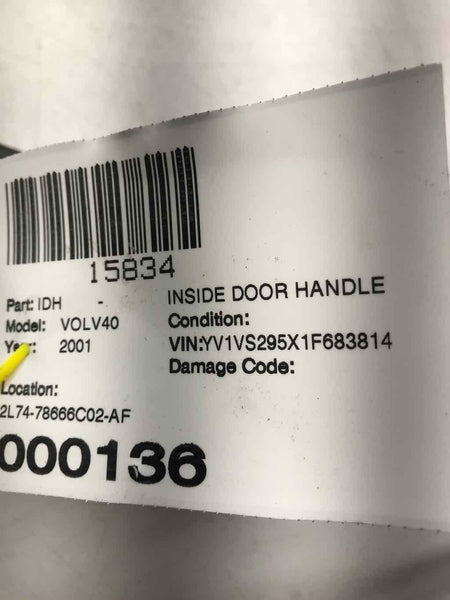 15834
Part: IDH - INSIDE DOOR HANDLE
Model: VOLV40 Condition:
Year: 2001 VIN:YV1VS295X1F683814
Damage Code:
Location:
2L74-78666C02-AF
000136